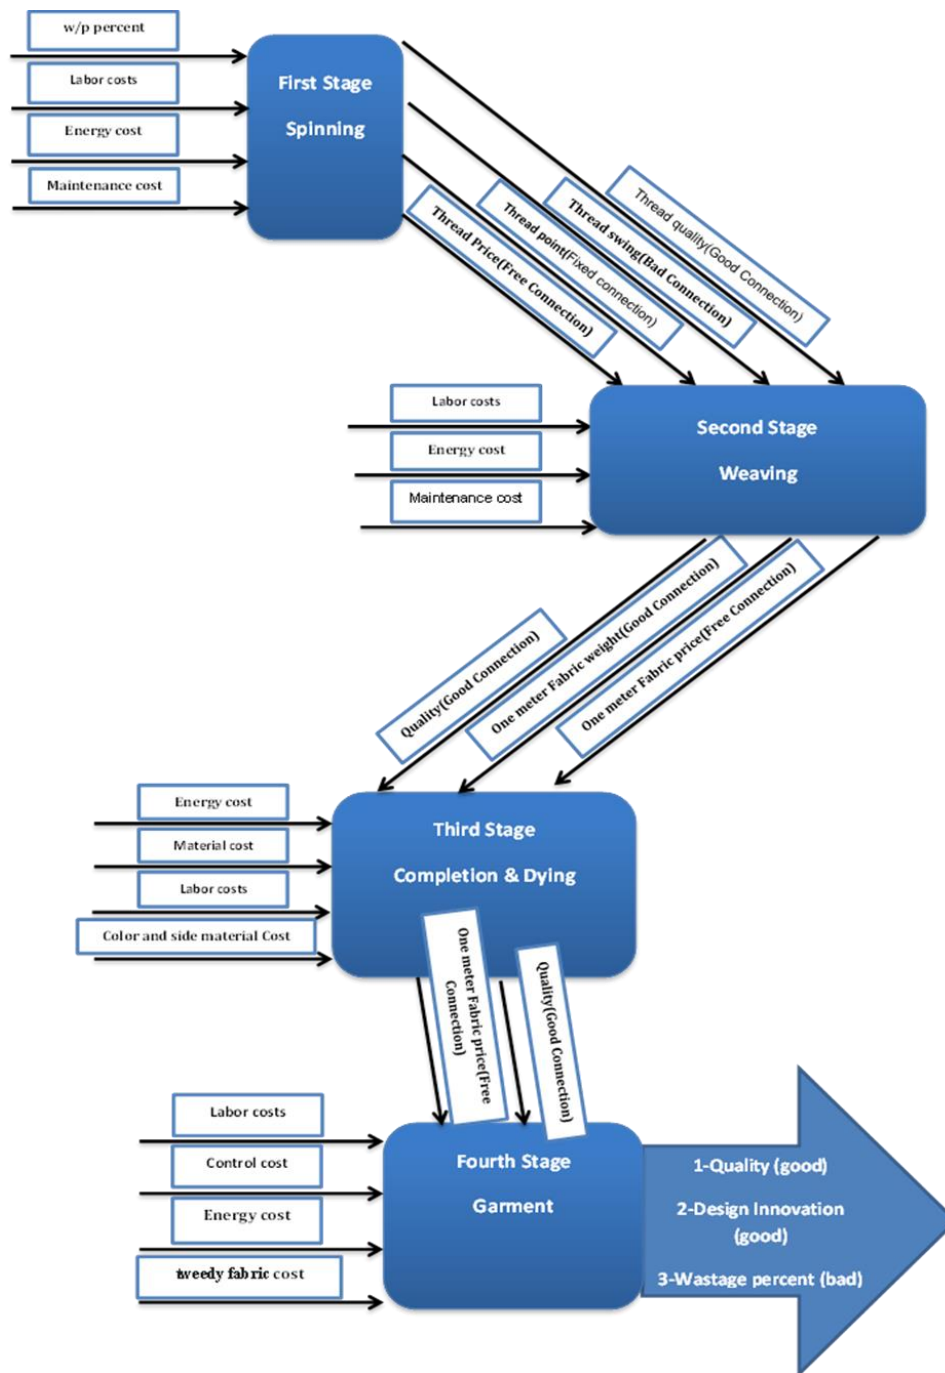 w/p percent
Labor costs
Energy cost
Maintenance cost
First Stage
Spinning
Thread Price(Free Connection)
Thread point(Fixed connection)
Thread swing(Bad Connection)
Thread quality(Good Connection)
Labor costs
Energy cost
Maintenance cost
Second Stage
Weaving
Quality(Good Connection)
One meter Fabric weight(Good Connection)
One meter Fabric price(Free Connection)
Energy cost
Material cost
Labor costs
Color and side material Cost
Third Stage
Completion & Dying
One meter Fabric price(Free
Connection)
Quality(Good Connection)
Labor costs
Control cost
Energy cost
tweedy fabric cost
Fourth Stage
Garment
1-Quality (good)
2-Design Innovation
(good)
3-Wastage percent (bad)